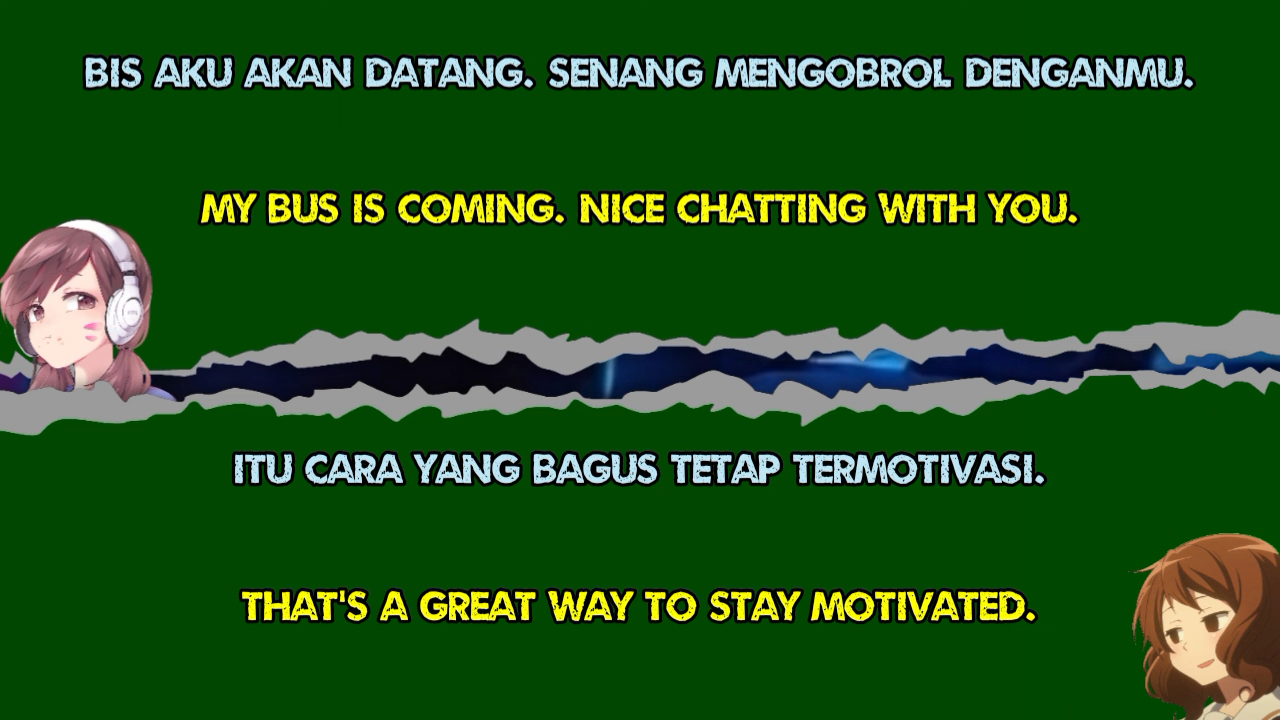 BIS AKU AKAN DATANG. SENANG MENGOBROL DENGANMU.
MY BUS IS COMING. NICE CHATTING WITH YOU.
ITU CARA YANG BAGUS TETAP TERMOTIVASI.
THAT'S A GREAT WAY TO STAY MOTIVATED.